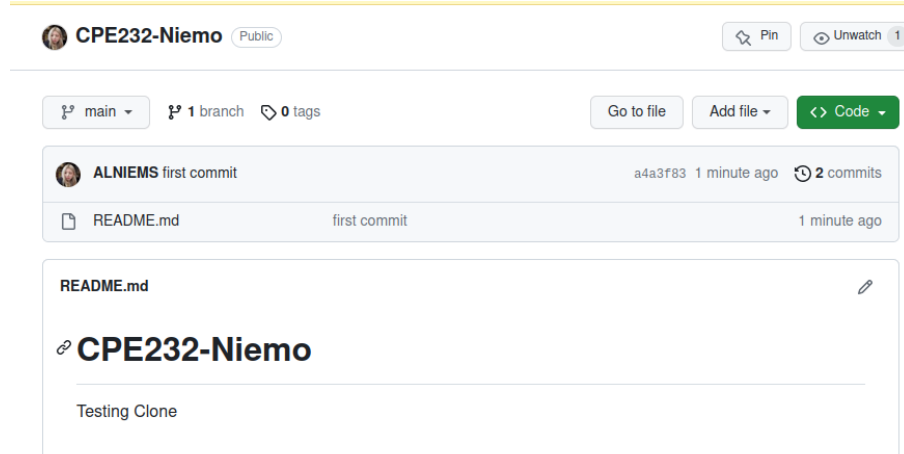 CPE232-Niemo Public Pin Unwatch 1
main 1 branch 0 tags Go to file Add file Code
ALNIEMS first commit a4a3f83 1 minute ago 2 commits
README.md first commit 1 minute ago
README.md
CPE232-Niemo
Testing Clone